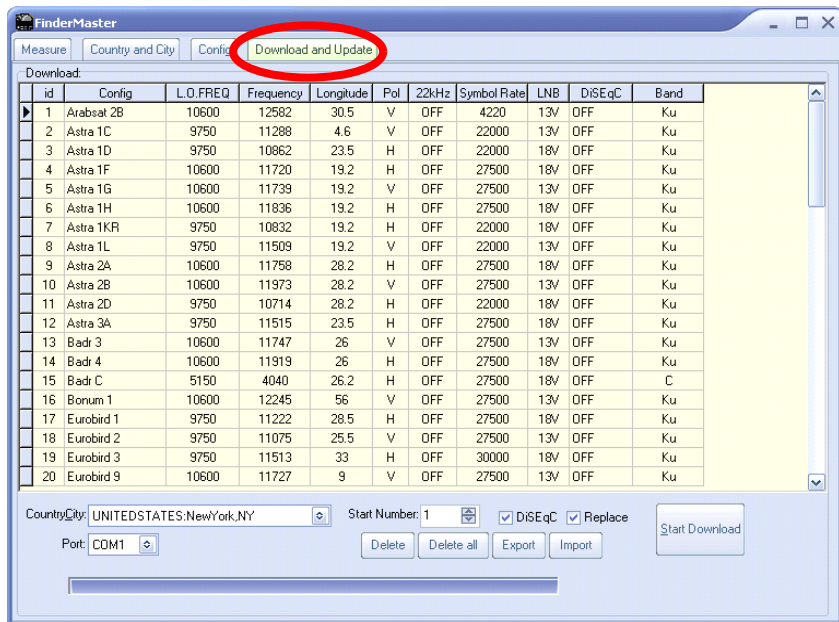 FinderMaster
Measure Country and City Config Download and Update
Download:
id Config L.O.FREQ Frequency Longitude Pol 22kHz Symbol Rate LNB DiSEqC Band
1 Arabsat 2B 10600 12582 30.5 V OFF 4220 13V OFF Ku
2 Astra 1C 9750 11288 4.6 V OFF 22000 13V OFF Ku
3 Astra 1D 9750 10862 23.5 H OFF 22000 18V OFF Ku
4 Astra 1F 10600 11720 19.2 H OFF 27500 18V OFF Ku
5 Astra 1G 10600 11739 19.2 V OFF 27500 13V OFF Ku
6 Astra 1H 10600 11836 19.2 H OFF 27500 18V OFF Ku
7 Astra 1KR 9750 10832 19.2 H OFF 22000 18V OFF Ku
8 Astra 1L 9750 11509 19.2 V OFF 22000 13V OFF Ku
9 Astra 2A 10600 11758 28.2 H OFF 27500 18V OFF Ku
10 Astra 2B 10600 11973 28.2 V OFF 27500 13V OFF Ku
11 Astra 2D 9750 10714 28.2 H OFF 22000 18V OFF Ku
12 Astra 3A 9750 11515 23.5 H OFF 27500 18V OFF Ku
13 Badr 3 10600 11747 26 V OFF 27500 13V OFF Ku
14 Badr 4 10600 11919 26 H OFF 27500 18V OFF Ku
15 Badr C 5150 4040 26.2 H OFF 27500 18V OFF C
16 Bonum 1 10600 12245 56 V OFF 27500 13V OFF Ku
17 Eurobird 1 9750 11222 28.5 H OFF 27500 18V OFF Ku
18 Eurobird 2 9750 11075 25.5 V OFF 27500 13V OFF Ku
19 Eurobird 3 9750 11513 33 H OFF 30000 18V OFF Ku
20 Eurobird 9 10600 11727 9 V OFF 27500 13V OFF Ku
CountryCity: UNITEDSTATES:NewYork,NY Start Number: 1 DiSEqC Replace Start Download
Port: COM1 Delete Delete all Export Import